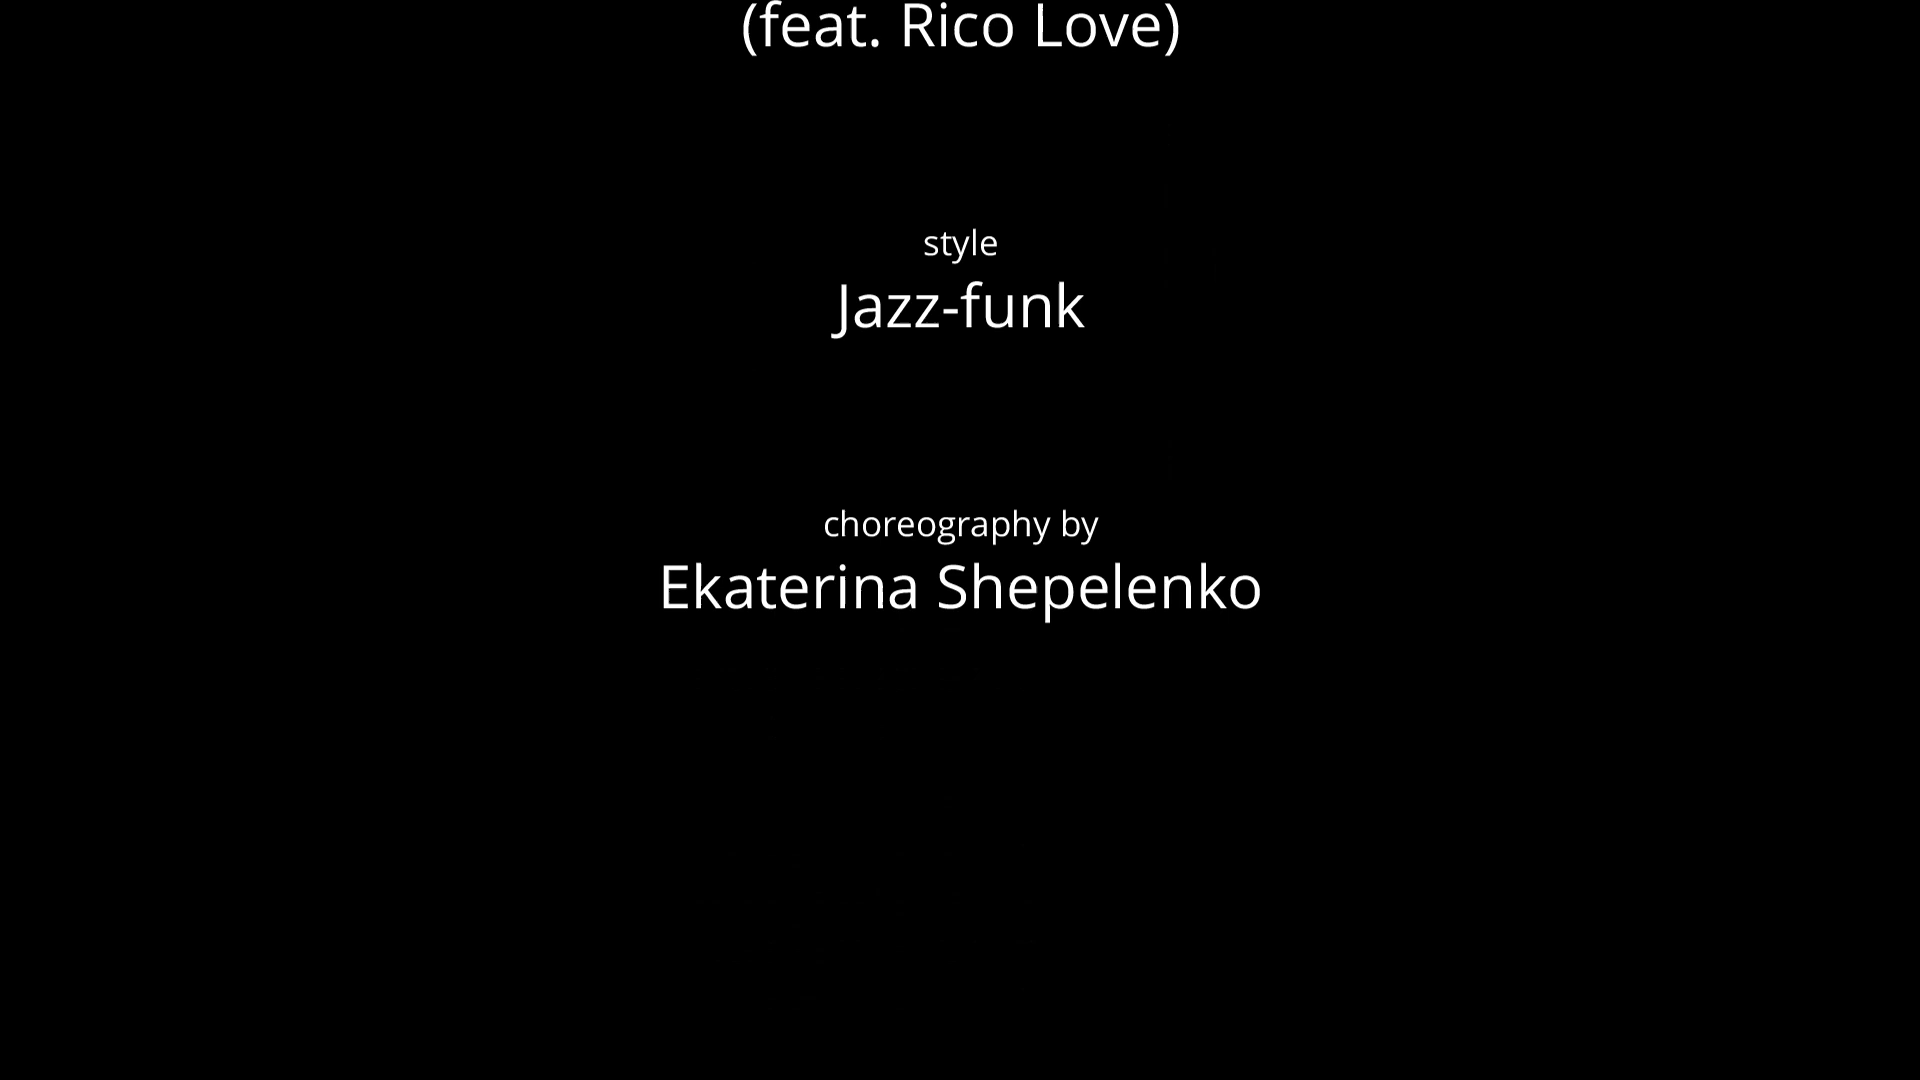 (feat. Rico Love)
style
Jazz-funk
choreography by
Ekaterina Shepelenko